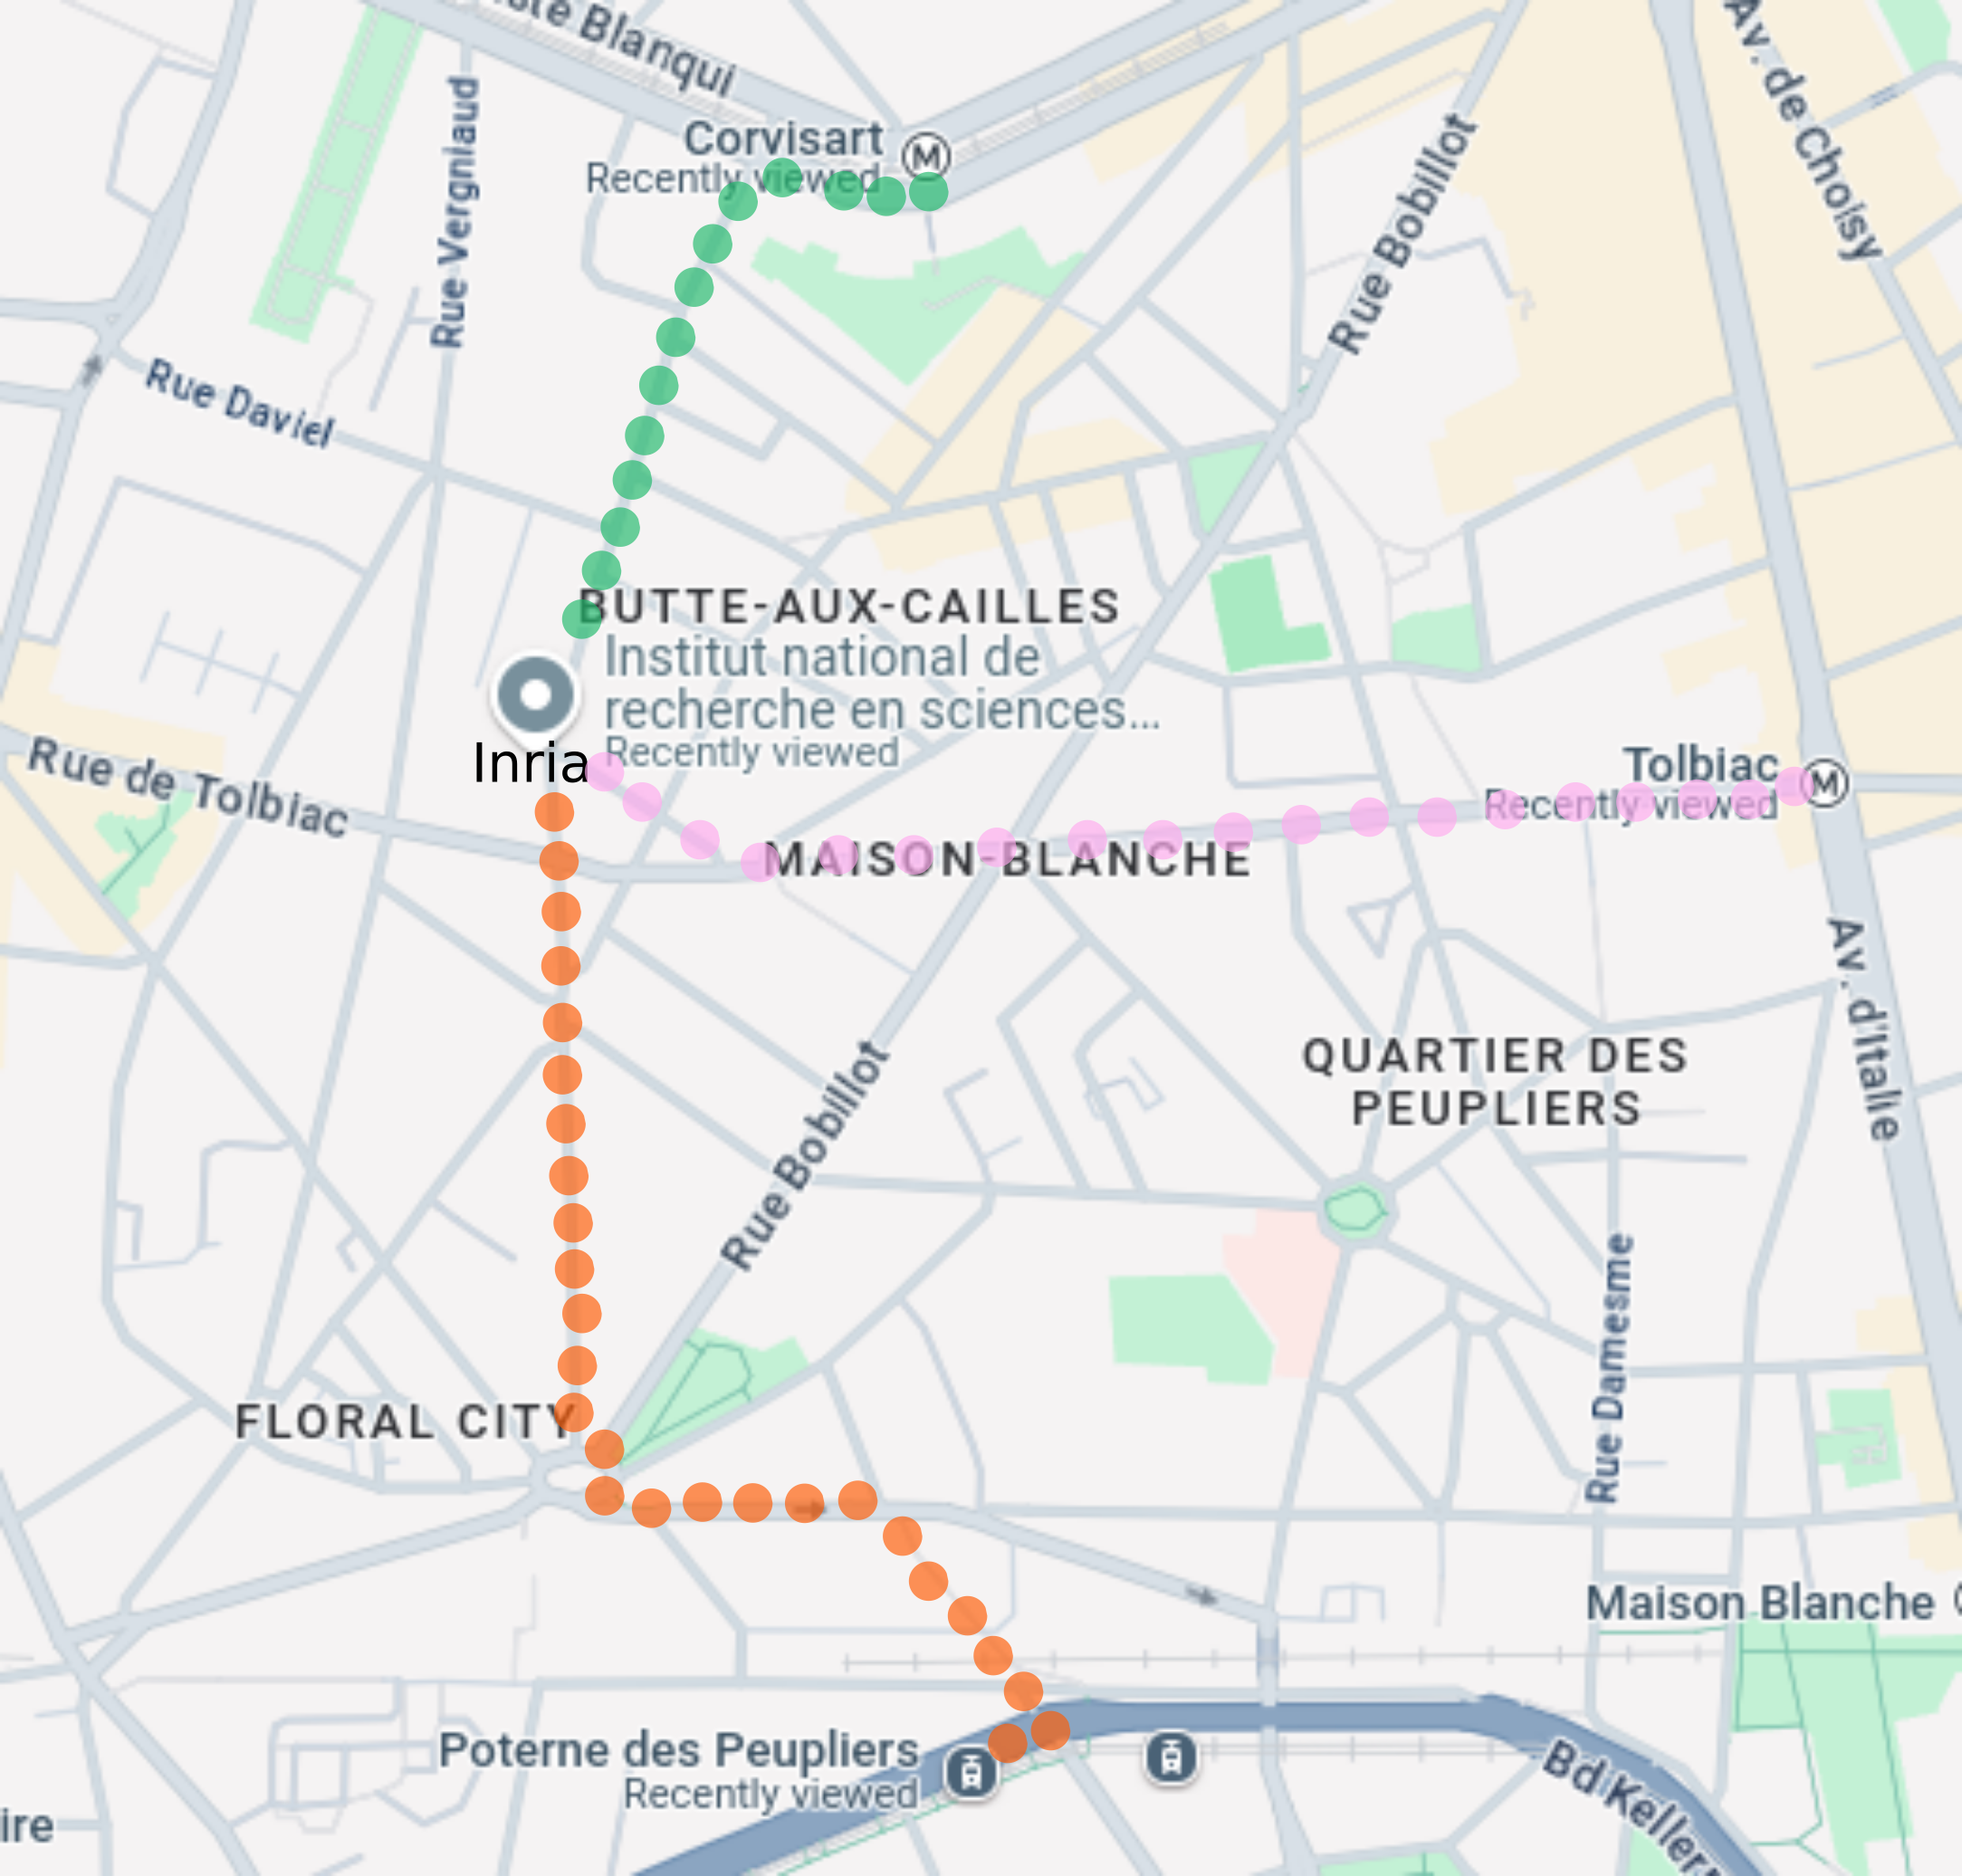 Blanqui
Av. de Choisy
Corvisart
M
Recently viewed
Rue Vergniaud
Rue Bobillot
Rue Daviel
BUTTE-AUX-CAILLES
Institut national de
recherche en sciences...
Recently viewed
Inria
Rue de Tolbiac
Tolbiac
M
Recently viewed
MAISON-BLANCHE
Av. d'Italie
QUARTIER DES
PEUPLIERS
Rue Bobillot
Rue Damesme
FLORAL CITY
Maison Blanche
Poterne des Peupliers
Recently viewed
Bd Keller
ire